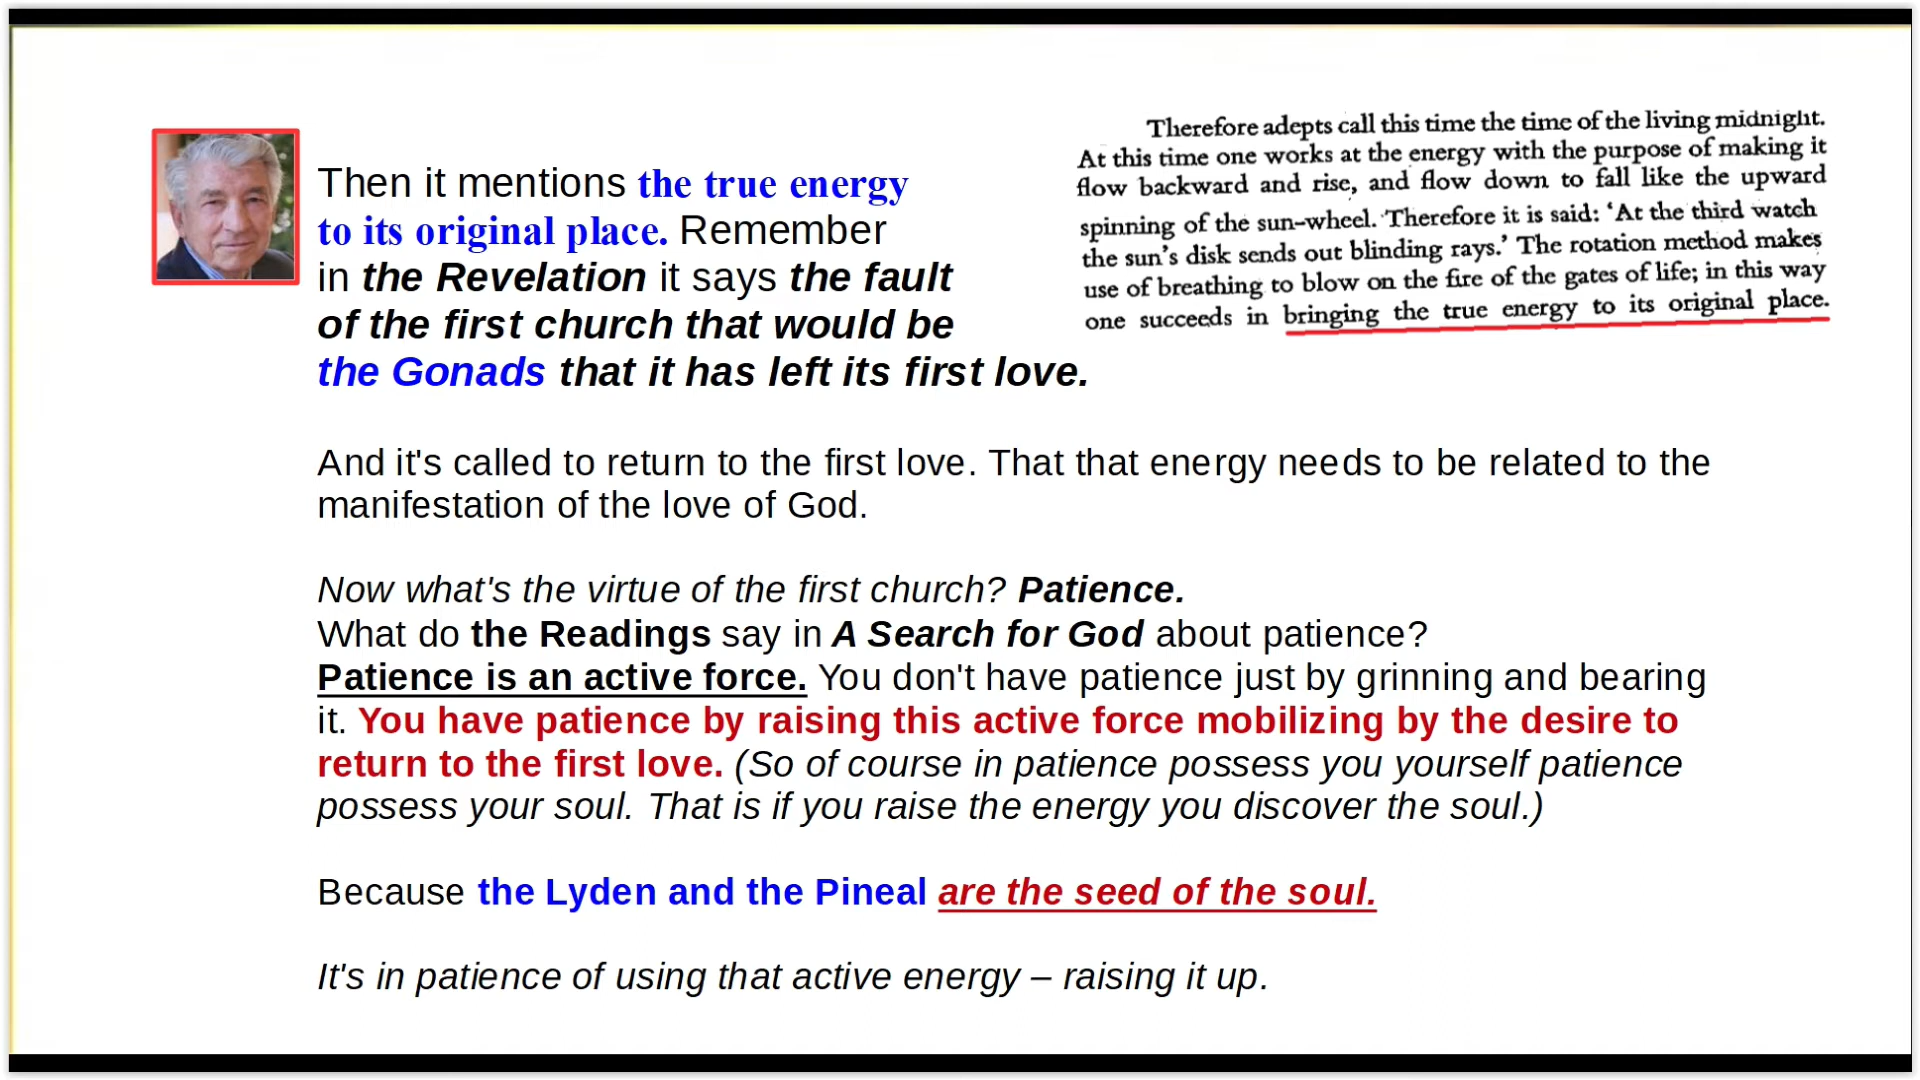 Therefore adepts call this time the time of the living midnight.
At this time one works at the energy with the purpose of making it
flow backward and rise, and flow down to fall like the upward
spinning of the sun-wheel. Therefore it is said: ‘At the third watch
the sun's disk sends out blinding rays.’ The rotation method makes
use of breathing to blow on the fire of the gates of life; in this way
one succeeds in bringing the true energy to its original place.
Then it mentions the true energy
to its original place. Remember
in the Revelation it says the fault
of the first church that would be
the Gonads that it has left its first love.
And it's called to return to the first love. That that energy needs to be related to the
manifestation of the love of God.
Now what's the virtue of the first church? Patience.
What do the Readings say in A Search for God about patience?
Patience is an active force. You don't have patience just by grinning and bearing
it. You have patience by raising this active force mobilizing by the desire to
return to the first love. (So of course in patience possess you yourself patience
possess your soul. That is if you raise the energy you discover the soul.)
Because the Lyden and the Pineal are the seed of the soul.
It's in patience of using that active energy – raising it up.